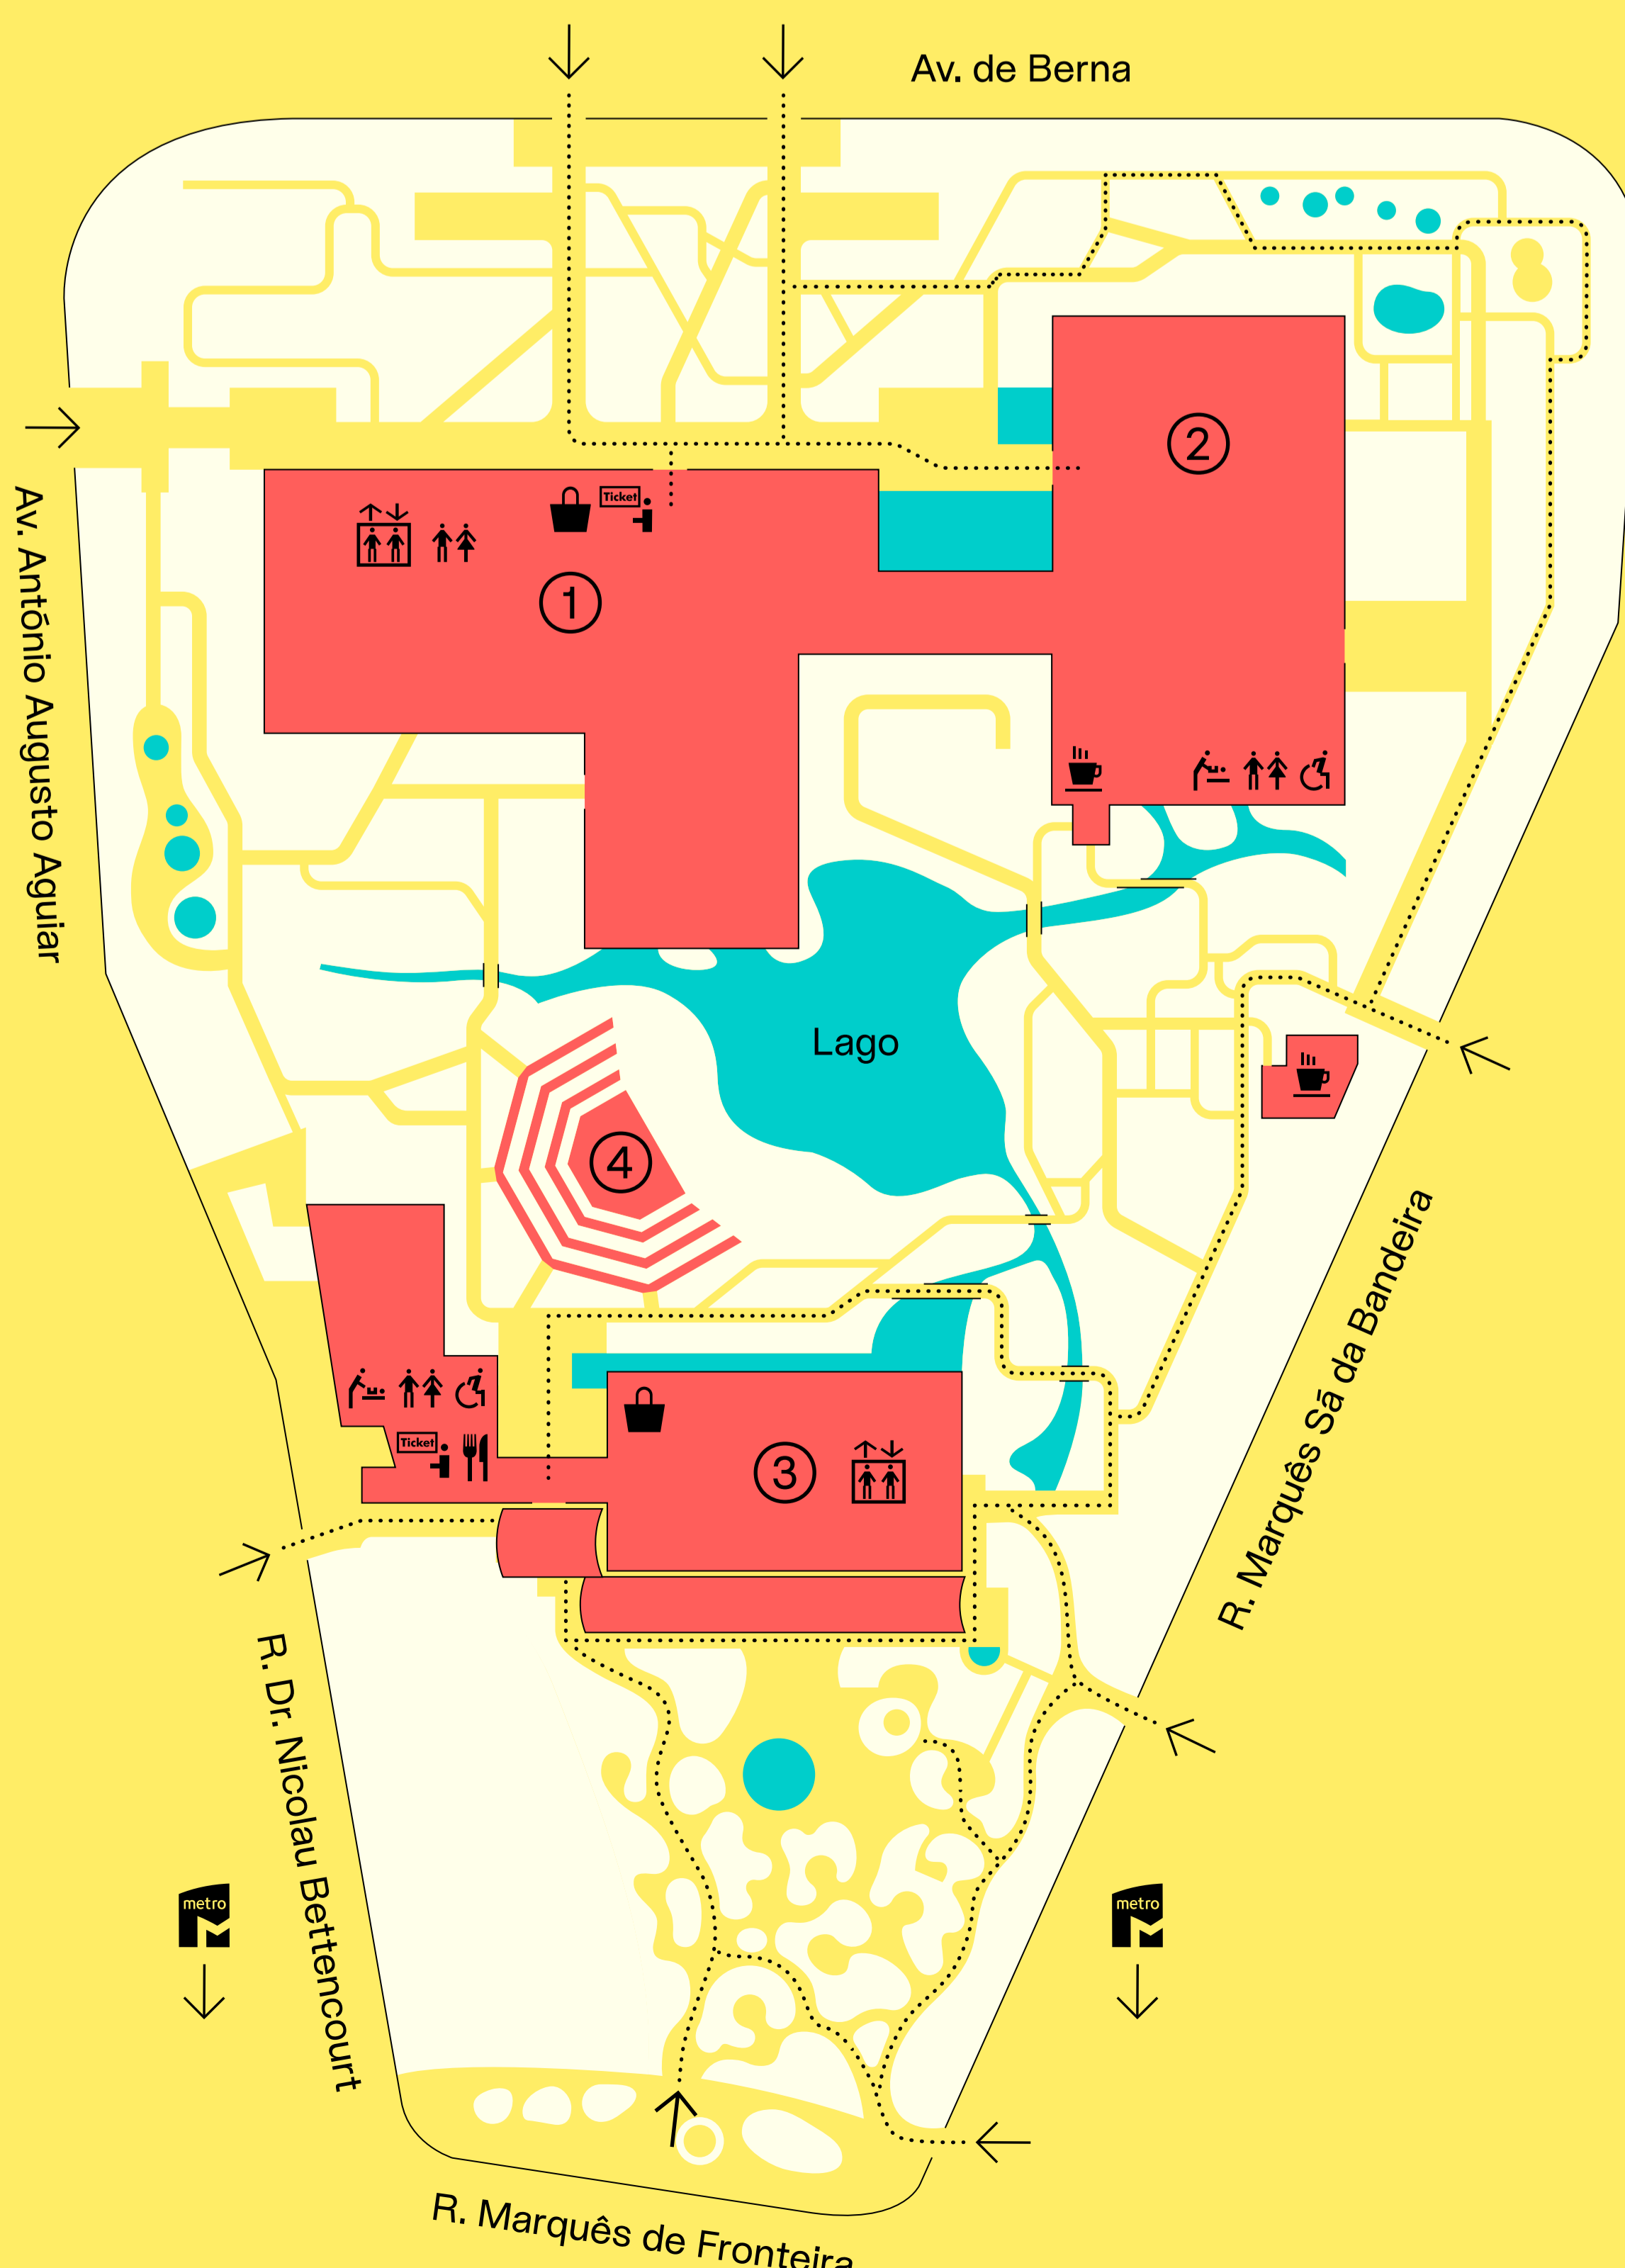 Av. de Berna
2
Ticket
1
Av. António Augusto Aguiar
Lago
4
R. Marquês Sā da Bandeira
Ticket
3
R. Dr. Nicolau Bettencourt
metro
metro
R. Marquês de Fronteira